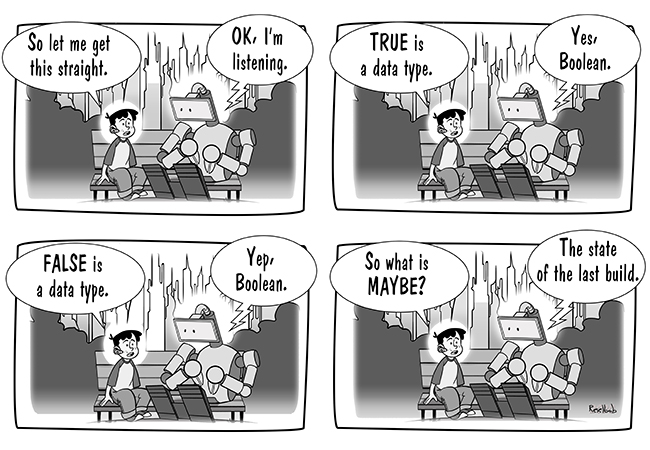 So let me get
this straight.
OK, I'm
listening.
TRUE is
a data type.
Yes,
Boolean.
FALSE is
a data type.
Yep,
Boolean.
So what is
MAYBE?
The state
of the last build.